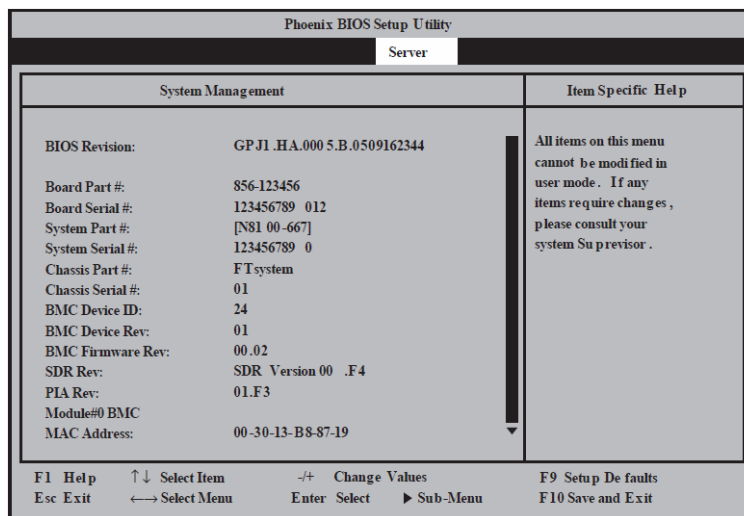 Phoenix BIOS Setup Utility
Server
System Management
Item Specific Help
BIOS Revision: GPJ1 .HA.000 5.B.0509162344
Board Part #: 856-123456
Board Serial #: 123456789 012
System Part #: [N81 00-667]
System Serial #: 123456789 0
Chassis Part #: FTsystem
Chassis Serial #: 01
BMC Device ID: 24
BMC Device Rev: 01
BMC Firmware Rev: 00.02
SDR Rev: SDR Version 00 .F4
PIA Rev: 01.F3
Module#0 BMC
MAC Address: 00-30-13-B8-87-19
All items on this menu
cannot be modified in
user mode. If any
items require changes,
please consult your
system Suprevisor.
F1 Help ↑↓ Select Item -/+ Change Values F9 Setup De faults
Esc Exit ←→ Select Menu Enter Select ▶ Sub-Menu F10 Save and Exit